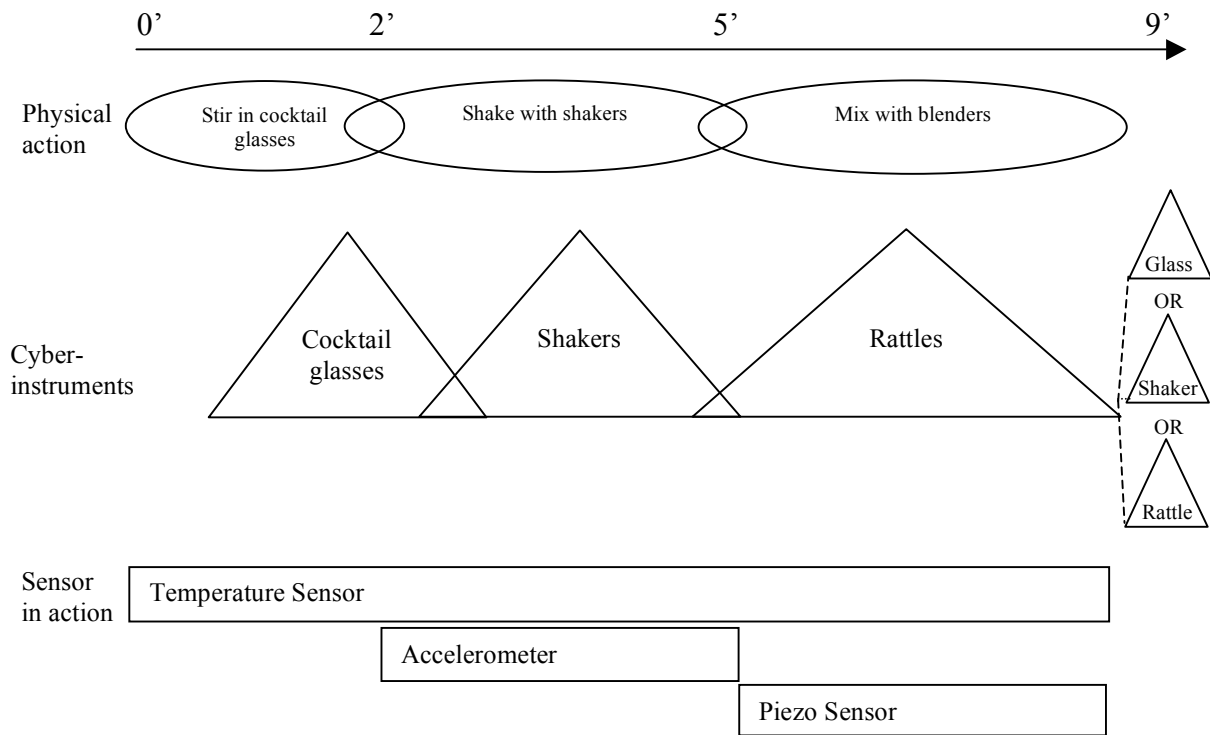 0’ 2’ 5’ 9’
Physical
action
Stir in cocktail
glasses
Shake with shakers
Mix with blenders
Cyber-
instruments
Cocktail
glasses
Shakers
Rattles
Glass
OR
Shaker
OR
Rattle
Sensor
in action
Temperature Sensor
Accelerometer
Piezo Sensor